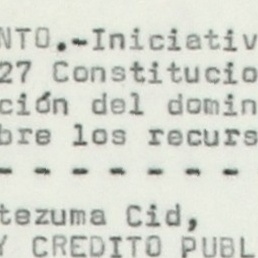 NTO.-Iniciativ
27 Constitucio
ción del domin
bre los recurs
- - - - - - -
tezuma Cid,
Y CREDITO PUBL